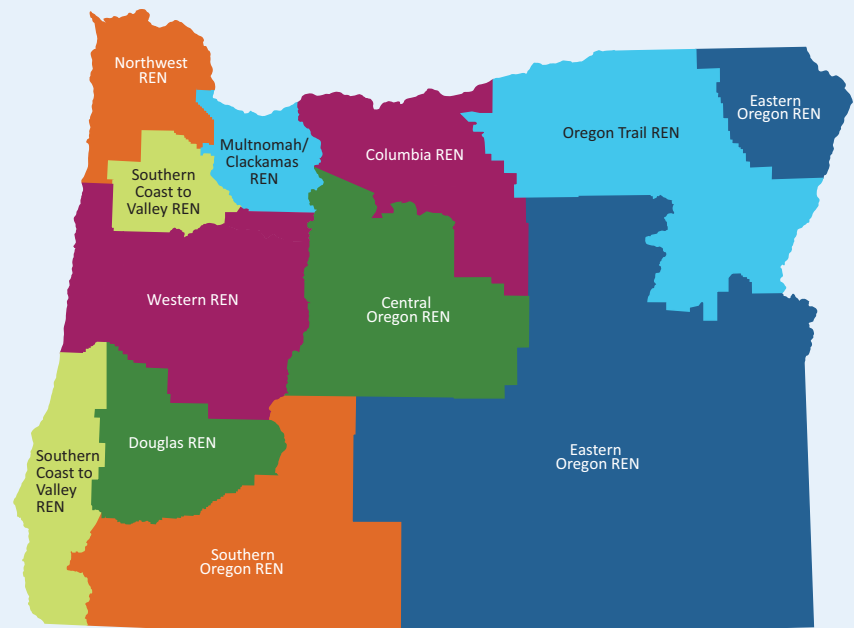 Northwest
REN
Multnomah/
Clackamas
REN
Columbia REN
Oregon Trail REN
Eastern
Oregon REN
Southern
Coast to
Valley REN
Western REN
Central
Oregon REN
Douglas REN
Southern
Coast to
Valley
REN
Eastern
Oregon REN
Southern
Oregon REN